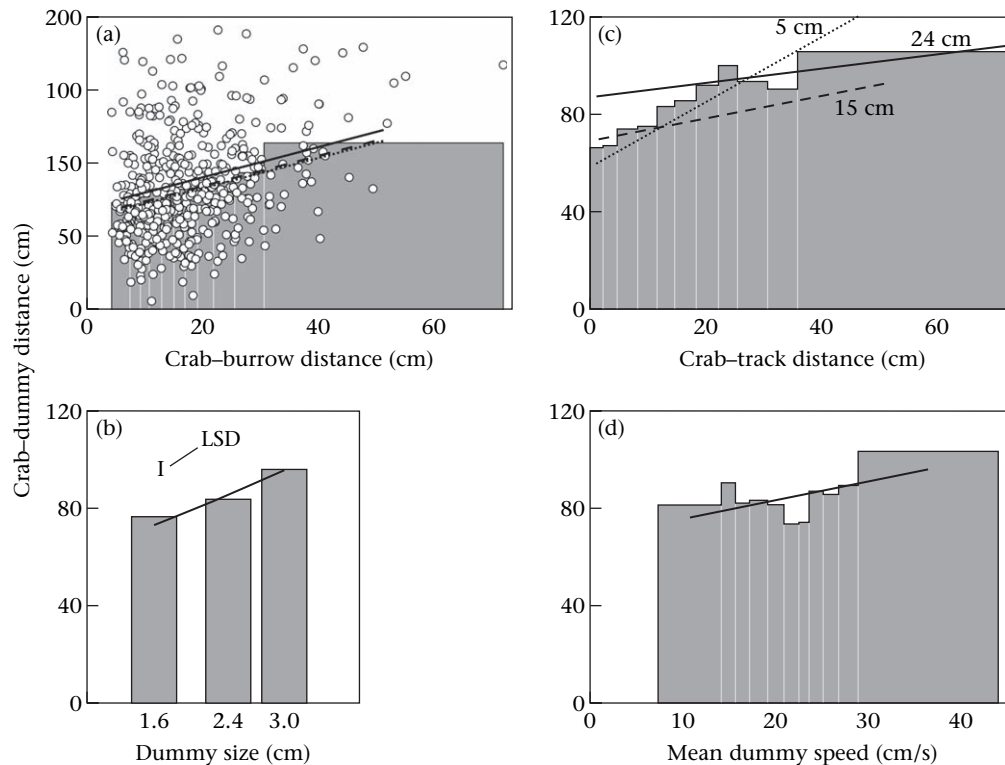 Crab–dummy distance (cm)
(a)
200
100
150
50
0
0 20 40 60
Crab–burrow distance (cm)
(c)
120
80
40
0
5 cm
24 cm
15 cm
0 20 40 60
Crab–track distance (cm)
(b)
120
80
40
0
LSD
I
1.6 2.4 3.0
Dummy size (cm)
(d)
120
80
40
0
0 10 20 30 40
Mean dummy speed (cm/s)